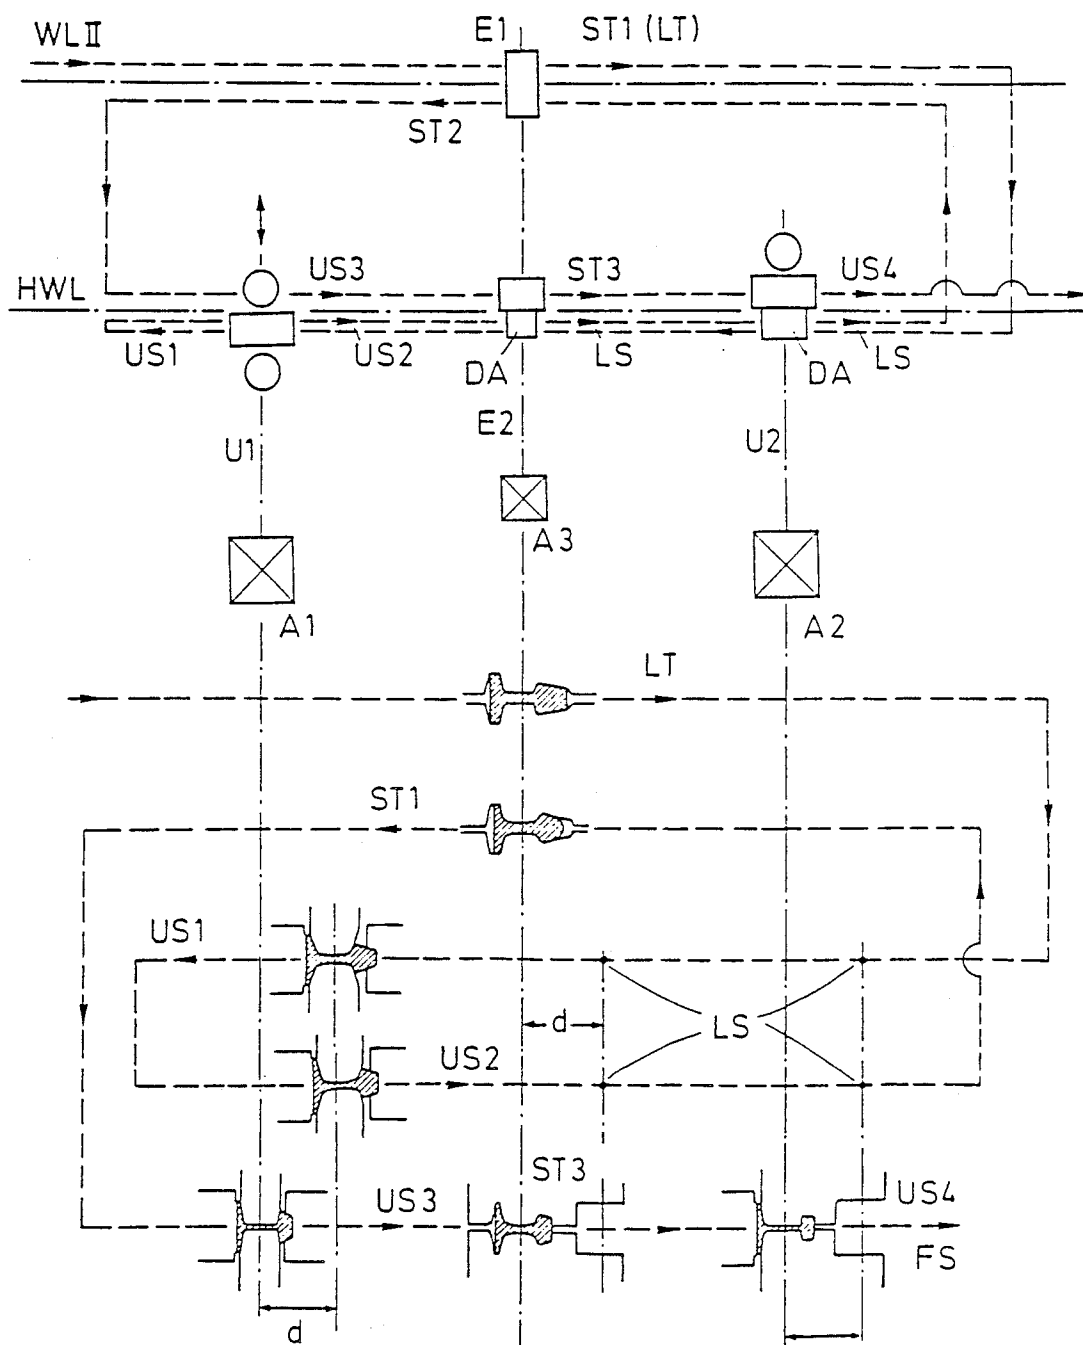 WL II
E1
ST1 (LT)
ST2
HWL
US3
ST3
US4
US1
US2
DA
LS
DA
LS
U1
E2
U2
A3
A1
A2
LT
ST1
US1
d
LS
US2
ST3
US3
US4
FS
d